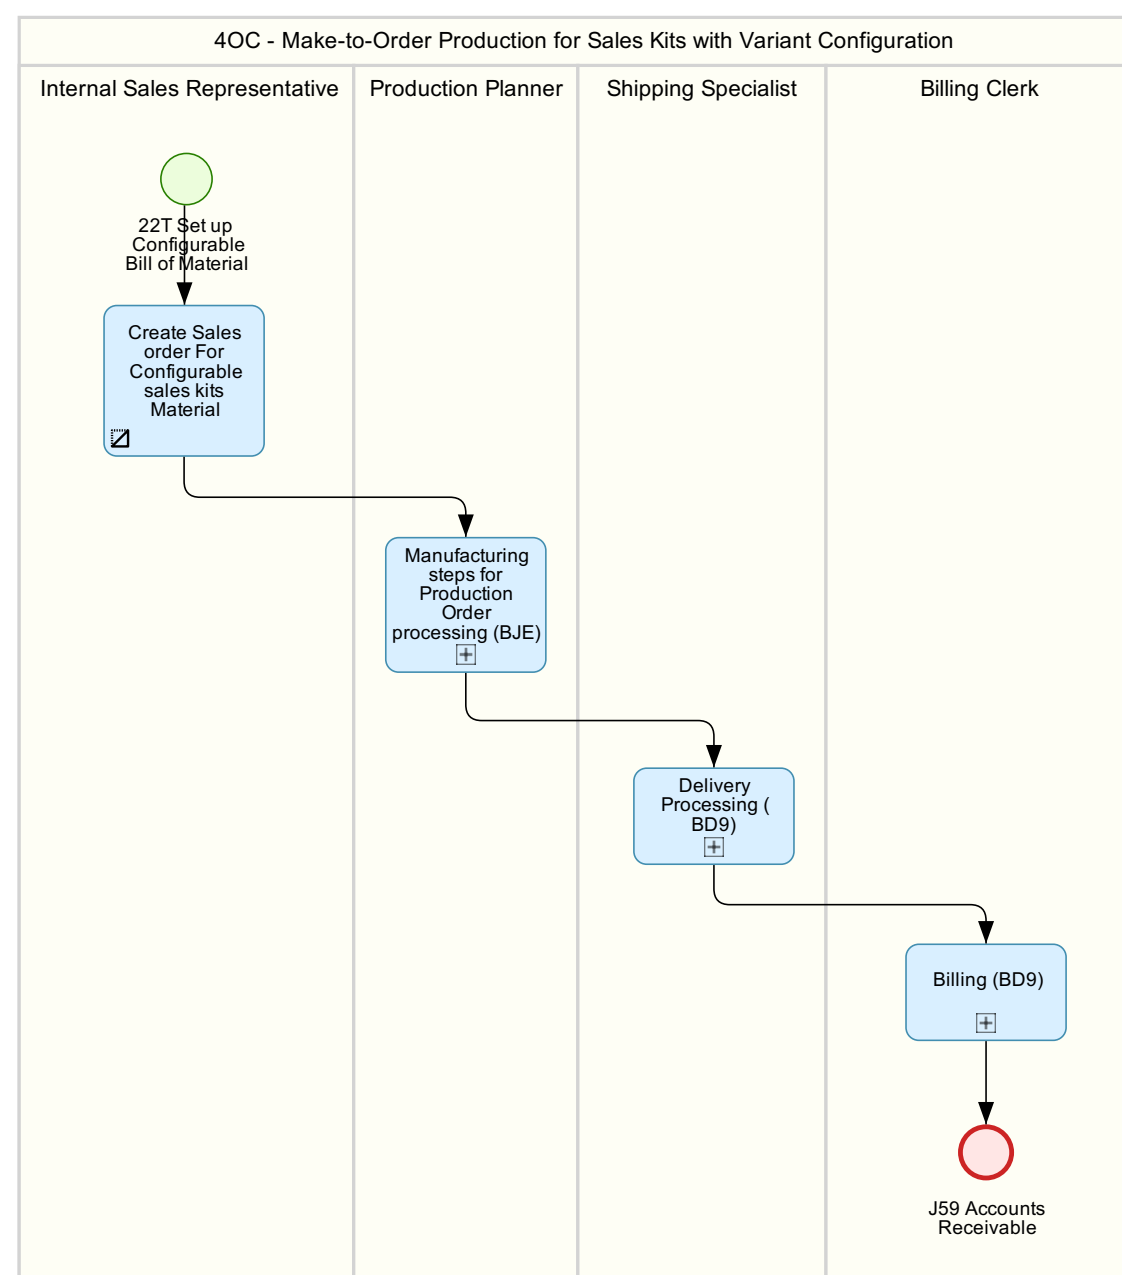 4OC - Make-to-Order Production for Sales Kits with Variant Configuration
Internal Sales Representative
Production Planner
Shipping Specialist
Billing Clerk
22T Set up
Configurable
Bill of Material
Create Sales
order For
Configurable
sales kits
Material
Manufacturing
steps for
Production
Order
processing (BJE)
Delivery
Processing (
BD9)
Billing (BD9)
J59 Accounts
Receivable